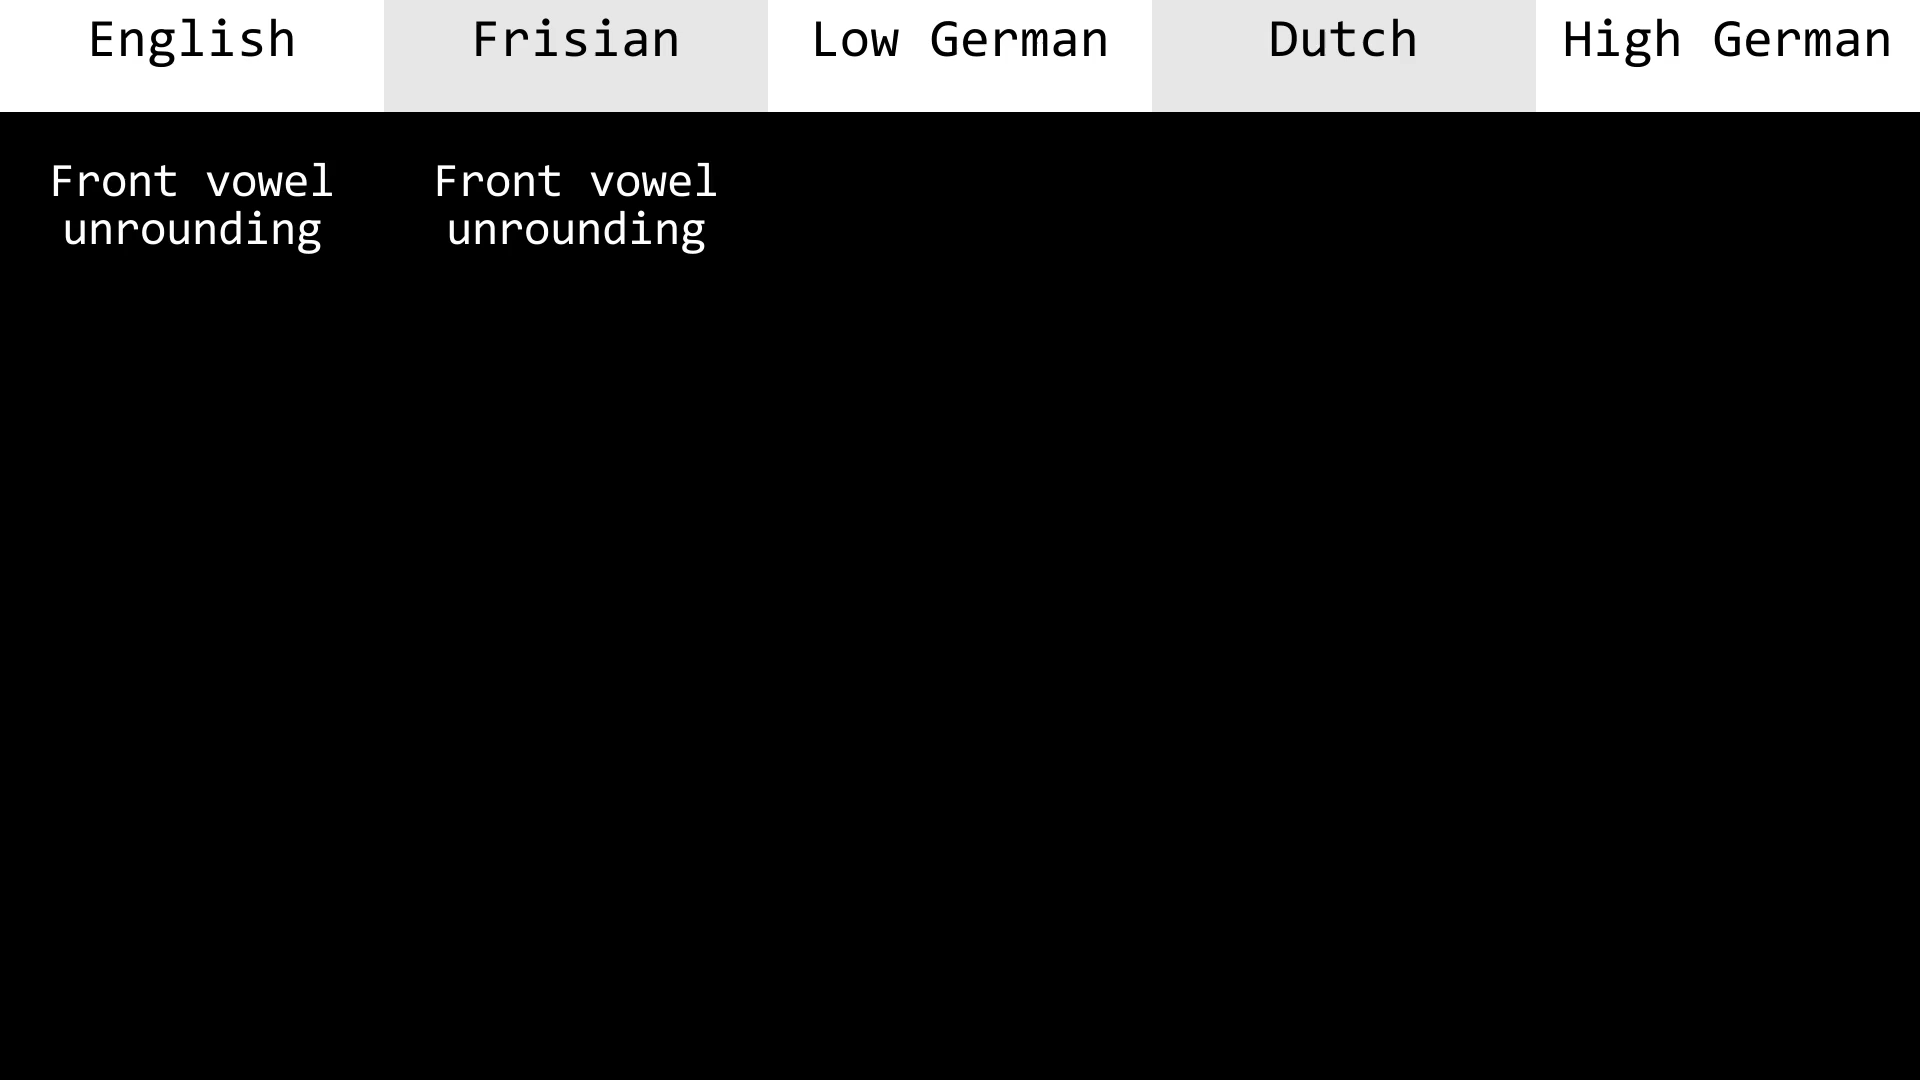 English Frisian Low German Dutch High German
Front vowel Front vowel
unrounding unrounding